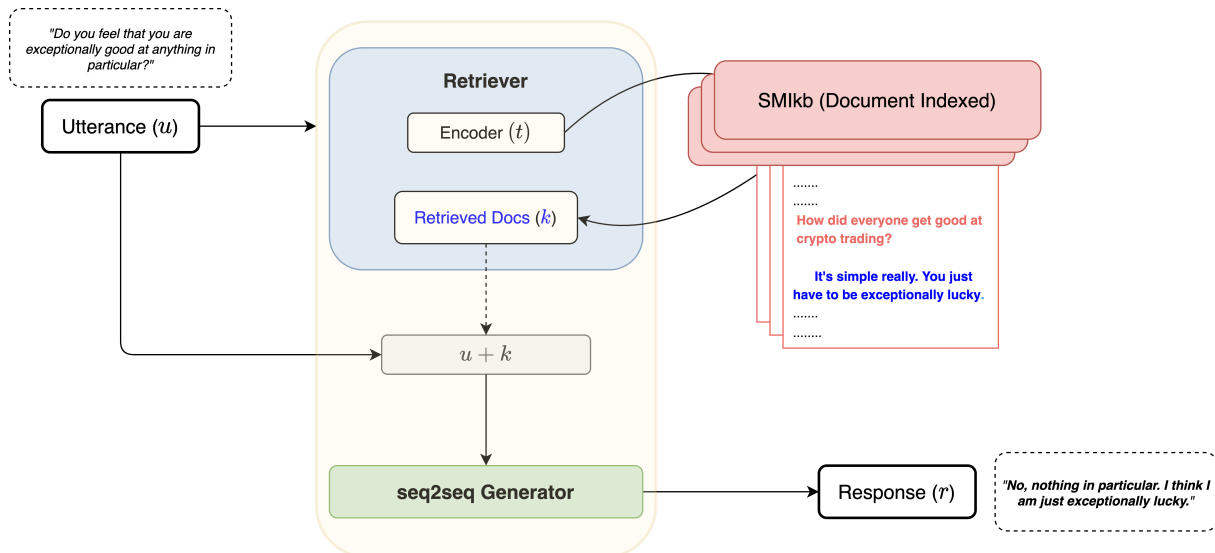 "Do you feel that you are
exceptionally good at anything in
particular?"
Utterance (u)
Retriever
Encoder (t)
Retrieved Docs (k)
SMIkb (Document Indexed)
.......
.......
How did everyone get good at
crypto trading?
It's simple really. You just
have to be exceptionally lucky.
.......
........
u + k
seq2seq Generator
Response (r)
"No, nothing in particular. I think I
am just exceptionally lucky."